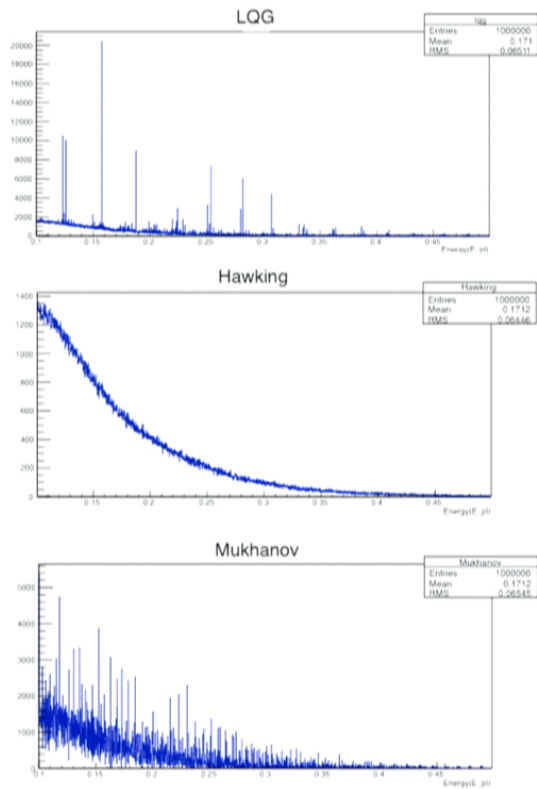 LQG
lqg
Entries 1000000
Mean 0.171
RMS 0.06511
20000
18000
16000
14000
12000
10000
8000
6000
4000
2000
0
0.1 0.15 0.2 0.25 0.3 0.35 0.4 0.45
Energy(E_pl)
Hawking
Hawking
Entries 1000000
Mean 0.1712
RMS 0.06446
1400
1200
1000
800
600
400
200
0
0.15 0.2 0.25 0.3 0.35 0.4 0.45
Energy(E_pl)
Mukhanov
Mukhanov
Entries 1000000
Mean 0.1712
RMS 0.06545
5000
4000
3000
2000
1000
0
0.1 0.15 0.2 0.25 0.3 0.35 0.4 0.45
Energy(E_pl)